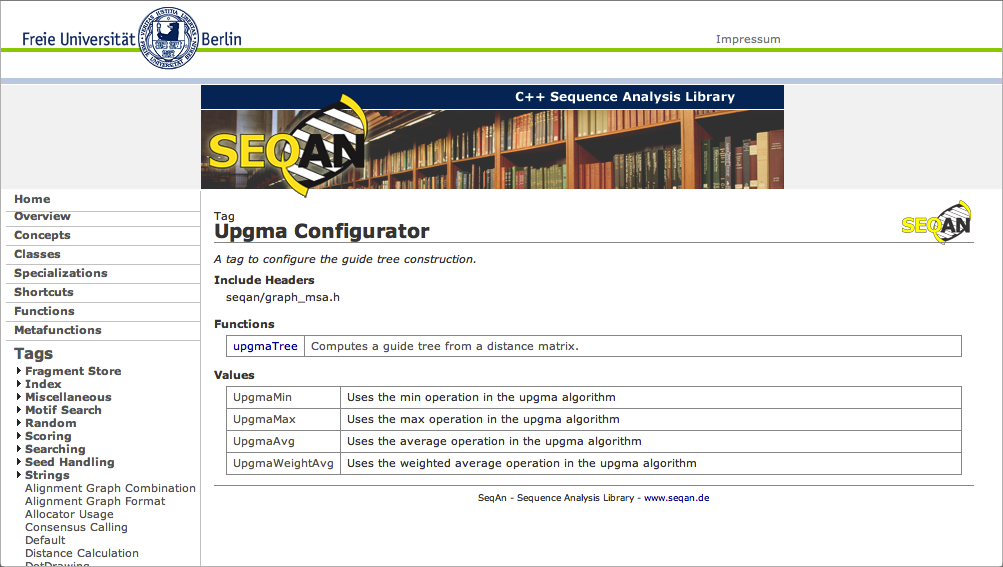 Freie Universität Berlin
Impressum
C++ Sequence Analysis Library
SEQAN
Home
Overview
Concepts
Classes
Specializations
Shortcuts
Functions
Metafunctions
Tags
Fragment Store
Index
Miscellaneous
Motif Search
Random
Scoring
Searching
Seed Handling
Strings
Alignment Graph Combination
Alignment Graph Format
Allocator Usage
Consensus Calling
Default
Distance Calculation
DotDrawing
Tag
Upgma Configurator
SEQAN
A tag to configure the guide tree construction.
Include Headers
seqan/graph_msa.h
Functions
upgmaTree Computes a guide tree from a distance matrix.
Values
UpgmaMin Uses the min operation in the upgma algorithm
UpgmaMax Uses the max operation in the upgma algorithm
UpgmaAvg Uses the average operation in the upgma algorithm
UpgmaWeightAvg Uses the weighted average operation in the upgma algorithm
SeqAn - Sequence Analysis Library - www.seqan.de